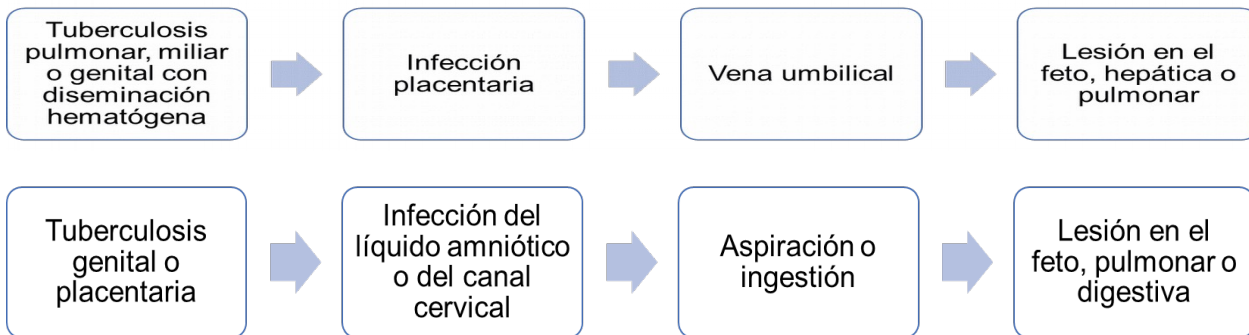 Tuberculosis
pulmonar, miliar
o genital con
diseminación
hematógena
Infección
placentaria
Vena umbilical
Lesión en el
feto, hepática o
pulmonar
Tuberculosis
genital o
placentaria
Infección del
líquido amniótico
o del canal
cervical
Aspiración o
ingestión
Lesión en el
feto, pulmonar o
digestiva